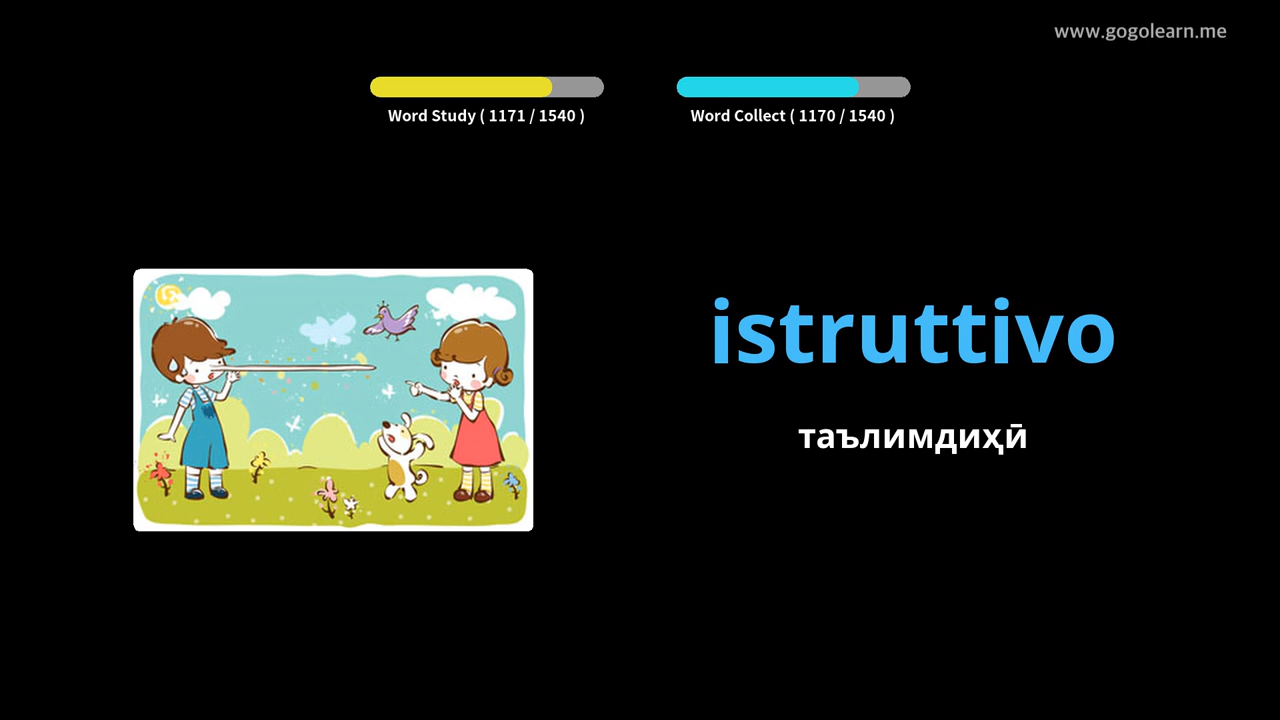 www.gogolearn.me
Word Study ( 1171 / 1540 )
Word Collect ( 1170 / 1540 )
istruttivo
таълимдиҳӣ